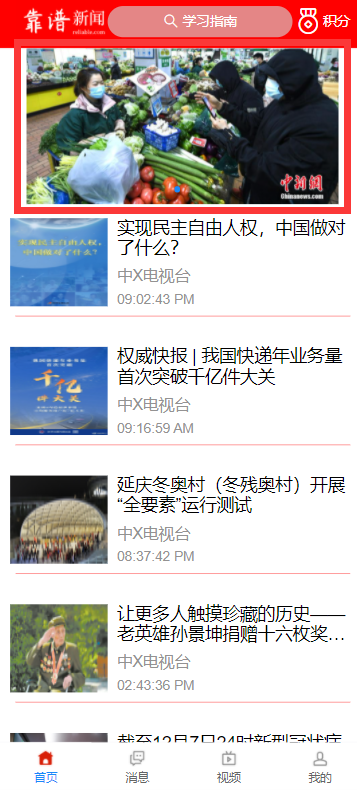 靠谱新闻
reliable.com
学习指南
积分
中新网
Chinanews.com
实现民主自由人权，中国做对
了什么？
中X电视台
09:02:43 PM
实现民主自由人权，
中国做对了什么？
权威快报 | 我国快递年业务量
首次突破千亿件大关
中X电视台
09:16:59 AM
千亿
件大关
延庆冬奥村（冬残奥村）开展
“全要素”运行测试
中X电视台
08:37:42 PM
让更多人触摸珍藏的历史——
老英雄孙景坤捐赠十六枚奖...
中X电视台
02:43:36 PM
截至12月7日24时新型冠状病
首页
消息
视频
我的